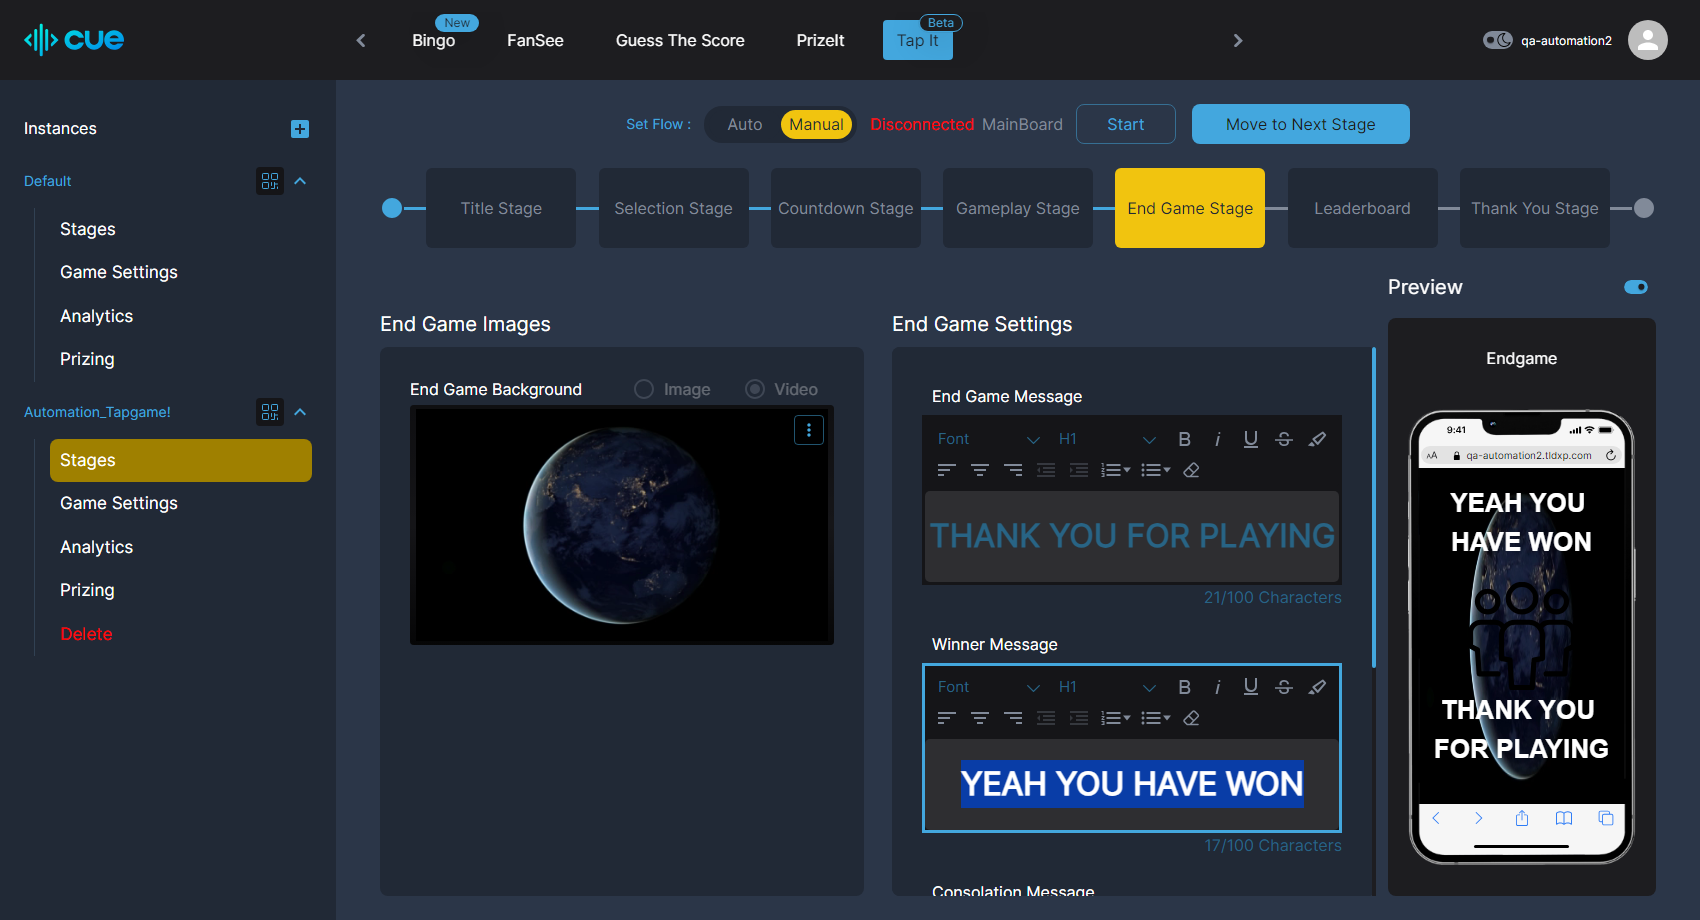 cue
New
Bingo
FanSee
Guess The Score
PrizeIt
Beta
Tap It
qa-automation2
Instances
Default
Stages
Game Settings
Analytics
Prizing
Automation_Tapgame!
Stages
Game Settings
Analytics
Prizing
Delete
Set Flow :
Auto
Manual
Disconnected MainBoard
Start
Move to Next Stage
Title Stage
Selection Stage
Countdown Stage
Gameplay Stage
End Game Stage
Leaderboard
Thank You Stage
End Game Images
End Game Background
Image
Video
End Game Settings
End Game Message
Font
H1
B i U S
THANK YOU FOR PLAYING
21/100 Characters
Winner Message
Font
H1
B i U S
YEAH YOU HAVE WON
17/100 Characters
Consolation Message
Preview
Endgame
9:41
AA qa-automation2.tldxp.com
YEAH YOU
HAVE WON
THANK YOU
FOR PLAYING